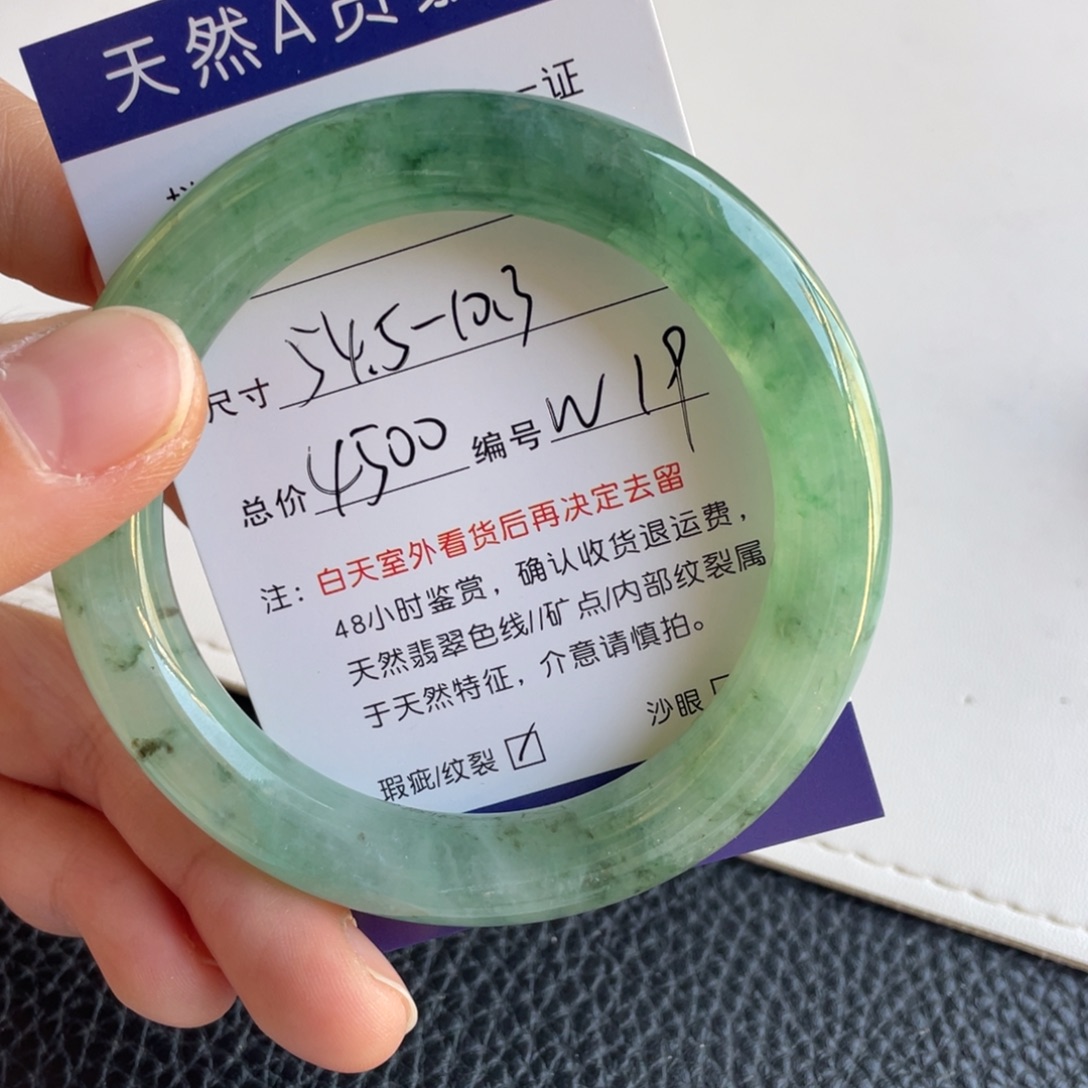 天然A货
证
尺寸 54.5-10.3
总价 4500 编号 W19
注：白天室外看货后再决定去留
48小时鉴赏，确认收货退运费，
天然翡翠色线//矿点/内部纹裂属
于天然特征，介意请慎拍。
瑕疵/纹裂 ☑ 沙眼 □